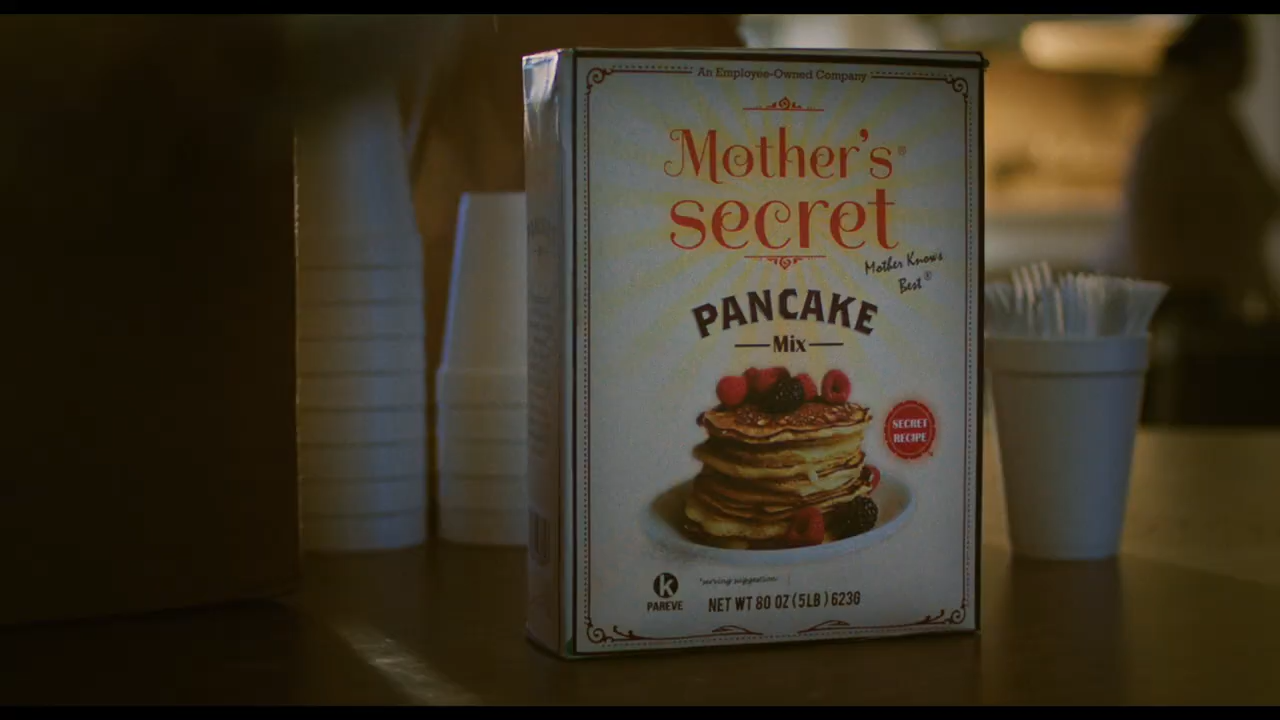 An Employee-Owned Company
Mother's®
secret
Mother Knows
Best®
PANCAKE
Mix
SECRET
RECIPE
*serving suggestion
K
PAREVE
NET WT 80 OZ (5LB) 623G